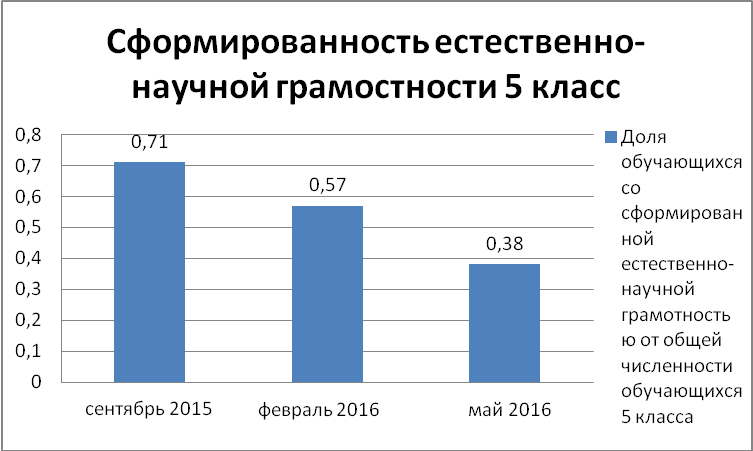 Сформированность естественно-
научной грамостности 5 класс
0,8
0,7
0,6
0,5
0,4
0,3
0,2
0,1
0
0,71
0,57
0,38
сентябрь 2015
февраль 2016
май 2016
Доля
обучающихся
со
сформирован
ной
естественно-
научной
грамотность
ю от общей
численности
обучающихся
5 класса